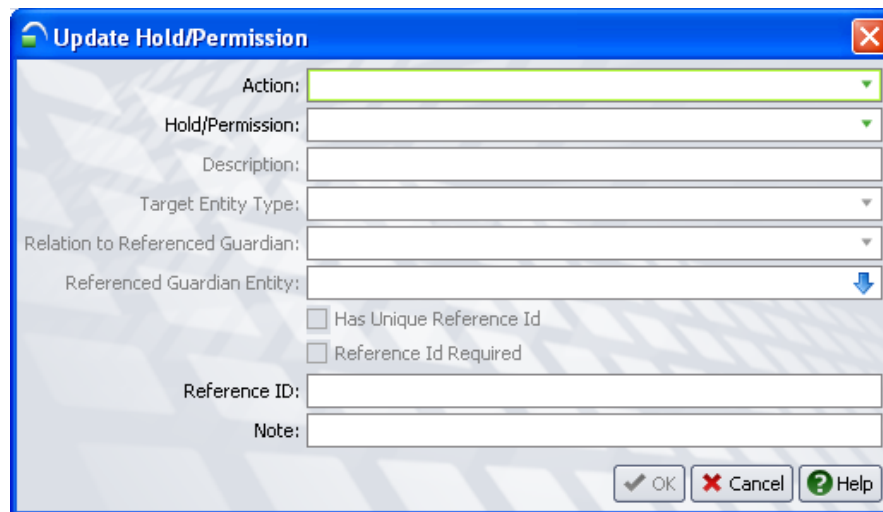 Update Hold/Permission
Action:
Hold/Permission:
Description:
Target Entity Type:
Relation to Referenced Guardian:
Referenced Guardian Entity:
Has Unique Reference Id
Reference Id Required
Reference ID:
Note:
OK Cancel Help